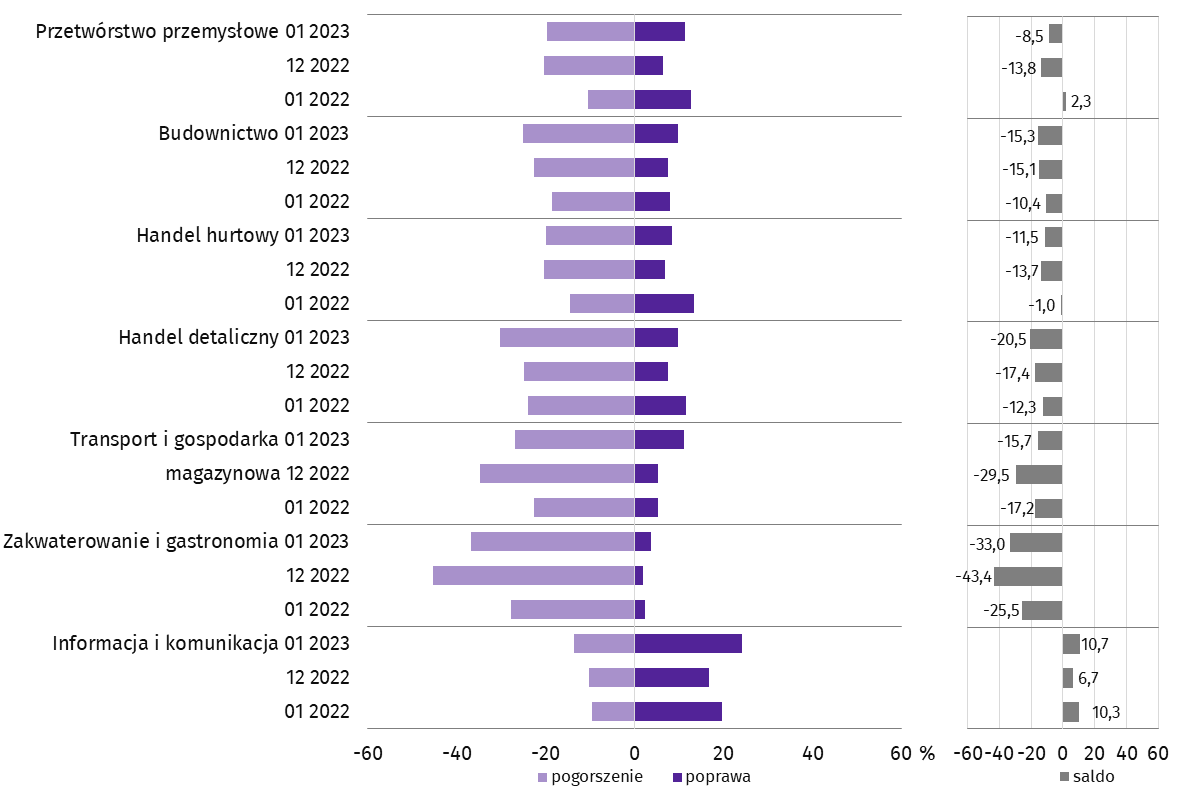 Przetwórstwo przemysłowe 01 2023 -8,5
12 2022 -13,8
01 2022 2,3
Budownictwo 01 2023 -15,3
12 2022 -15,1
01 2022 -10,4
Handel hurtowy 01 2023 -11,5
12 2022 -13,7
01 2022 -1,0
Handel detaliczny 01 2023 -20,5
12 2022 -17,4
01 2022 -12,3
Transport i gospodarka 01 2023 -15,7
magazynowa 12 2022 -29,5
01 2022 -17,2
Zakwaterowanie i gastronomia 01 2023 -33,0
12 2022 -43,4
01 2022 -25,5
Informacja i komunikacja 01 2023 10,7
12 2022 6,7
01 2022 10,3
-60 -40 -20 0 20 40 60 % -60 -40 -20 0 20 40 60
pogorszenie poprawa saldo